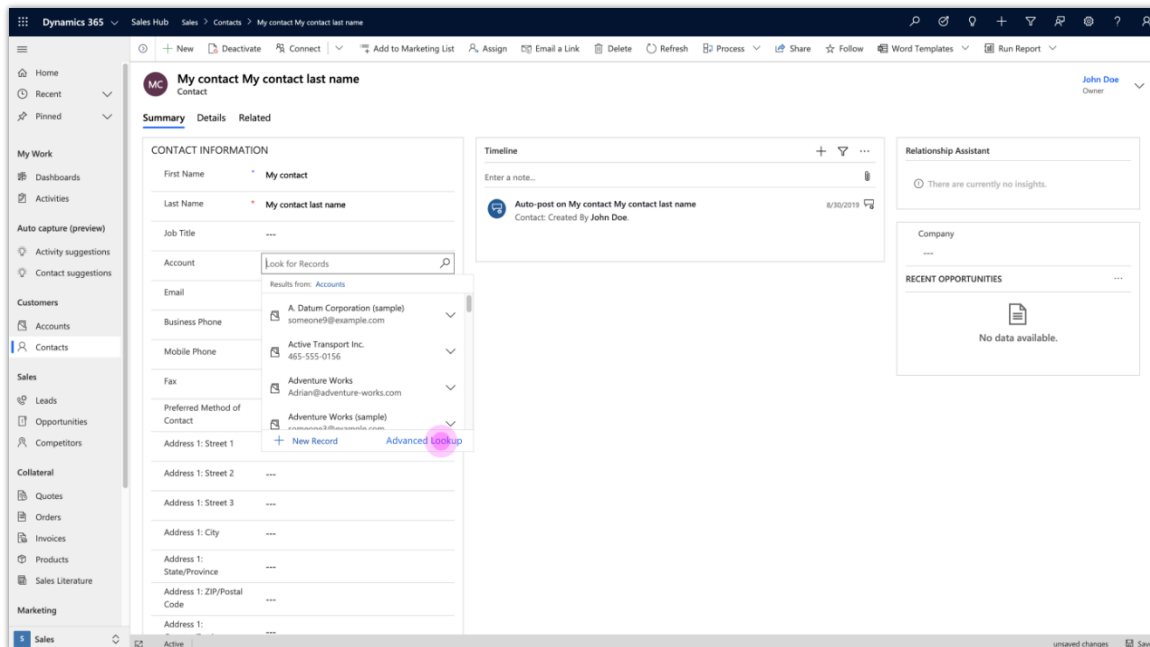 Dynamics 365 Sales Hub Sales > Contacts > My contact My contact last name
New Deactivate Connect Add to Marketing List Assign Email a Link Delete Refresh Process Share Follow Word Templates Run Report
Home
Recent
Pinned
My Work
Dashboards
Activities
Auto capture (preview)
Activity suggestions
Contact suggestions
Customers
Accounts
Contacts
Sales
Leads
Opportunities
Competitors
Collateral
Quotes
Orders
Invoices
Products
Sales Literature
Marketing
S Sales
MC
My contact My contact last name
Contact
John Doe
Owner
Summary Details Related
CONTACT INFORMATION
First Name * My contact
Last Name * My contact last name
Job Title ---
Account Look for Records
Results from: Accounts
A. Datum Corporation (sample)
someone9@example.com
Active Transport Inc.
465-555-0156
Adventure Works
Adrian@adventure-works.com
Adventure Works (sample)
someone3@example.com
New Record Advanced Lookup
Email
Business Phone
Mobile Phone
Fax
Preferred Method of
Contact
Address 1: Street 1
Address 1: Street 2 ---
Address 1: Street 3 ---
Address 1: City ---
Address 1:
State/Province ---
Address 1: ZIP/Postal
Code ---
Address 1:
---
Timeline
Enter a note...
Auto-post on My contact My contact last name 8/30/2019
Contact: Created By John Doe.
Relationship Assistant
There are currently no insights.
Company
---
RECENT OPPORTUNITIES
No data available.
Active unsaved changes Save